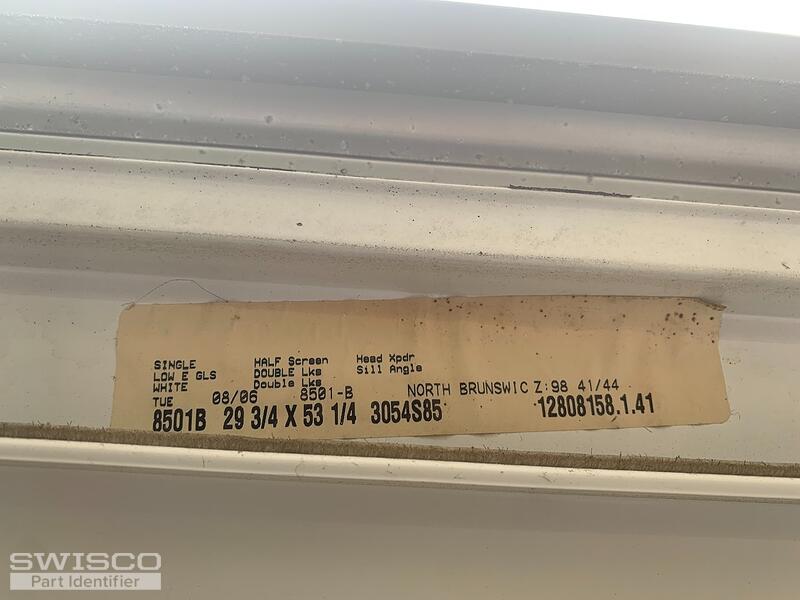 SINGLE HALF Screen Head Xpdr
LOW E GLS DOUBLE Lks Sill Angle
WHITE Double Lks
TUE 08/06 8501-B NORTH BRUNSWIC Z:98 41/44
8501B 29 3/4 X 53 1/4 3054S85 12808158.1.41
SWISCO
Part Identifier